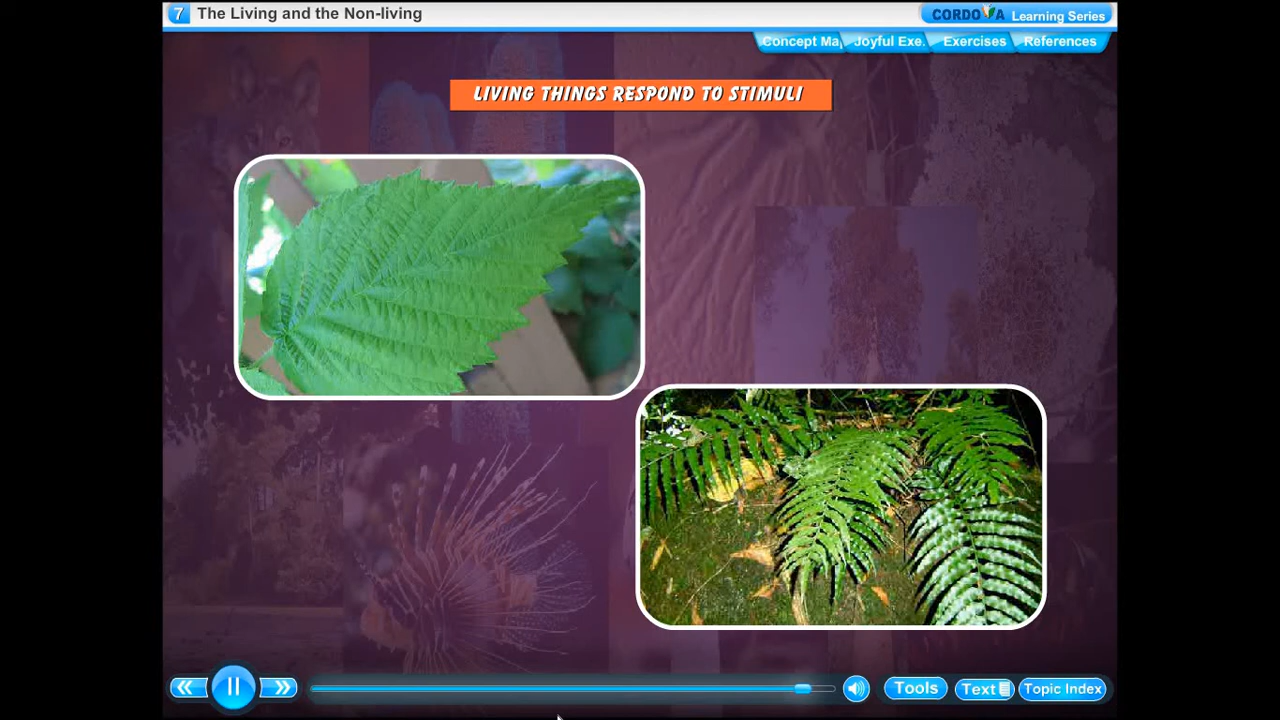 7 The Living and the Non-living
CORDOVA Learning Series
Concept Ma
Joyful Exe.
Exercises
References
LIVING THINGS RESPOND TO STIMULI
Tools
Text
Topic Index